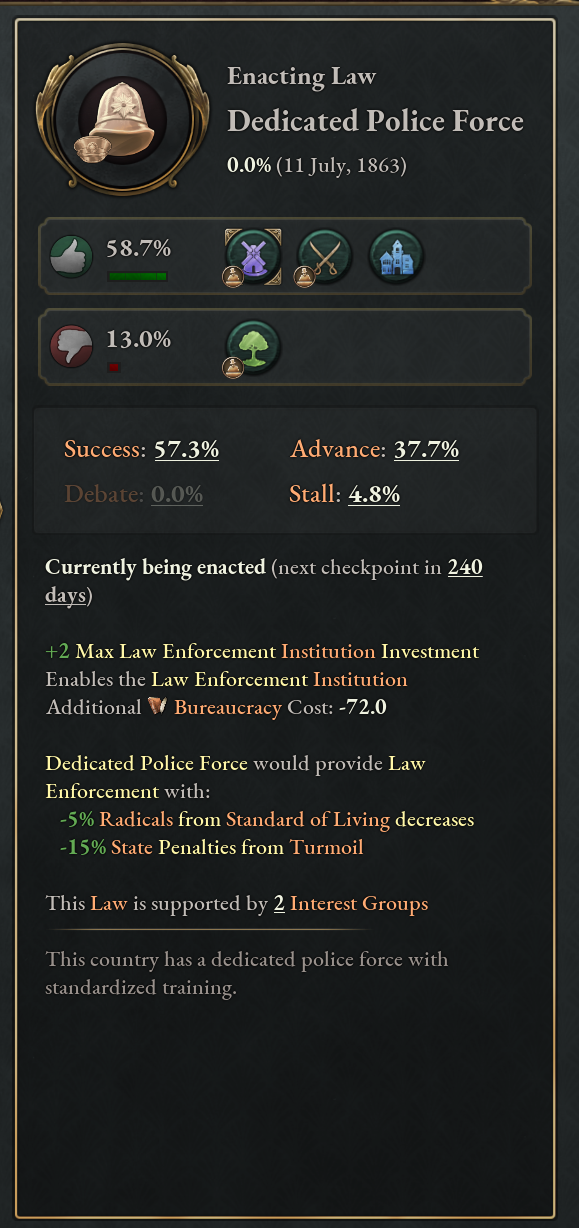 Enacting Law
Dedicated Police Force
0.0% (11 July, 1863)
58.7%
13.0%
Success: 57.3% Advance: 37.7%
Debate: 0.0% Stall: 4.8%
Currently being enacted (next checkpoint in 240
days)
+2 Max Law Enforcement Institution Investment
Enables the Law Enforcement Institution
Additional Bureaucracy Cost: -72.0
Dedicated Police Force would provide Law
Enforcement with:
-5% Radicals from Standard of Living decreases
-15% State Penalties from Turmoil
This Law is supported by 2 Interest Groups
This country has a dedicated police force with
standardized training.